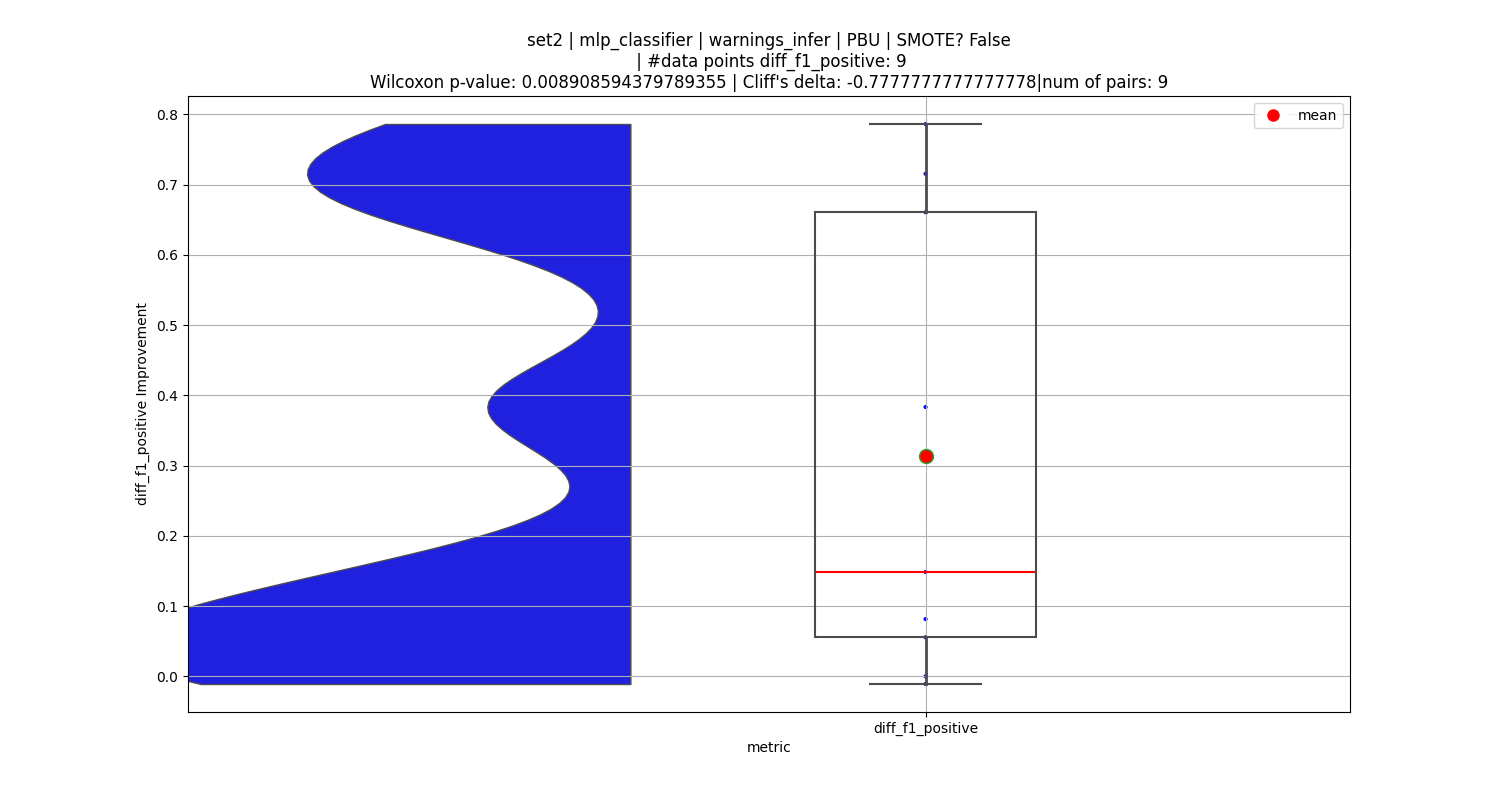 set2 | mlp_classifier | warnings_infer | PBU | SMOTE? False
| #data points diff_f1_positive: 9
Wilcoxon p-value: 0.008908594379789355 | Cliff's delta: -0.7777777777777778|num of pairs: 9
mean
0.8
0.7
0.6
0.5
0.4
0.3
0.2
0.1
0.0
diff_f1_positive Improvement
diff_f1_positive
metric